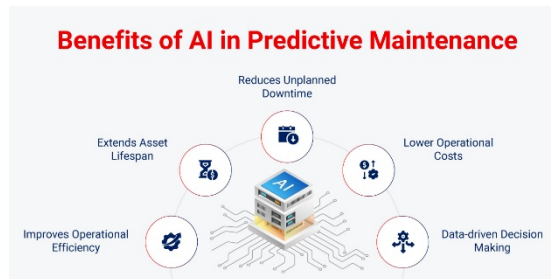 Benefits of AI in Predictive Maintenance
Reduces Unplanned
Downtime
Extends Asset
Lifespan
Lower Operational
Costs
AI
Improves Operational
Efficiency
Data-driven Decision
Making